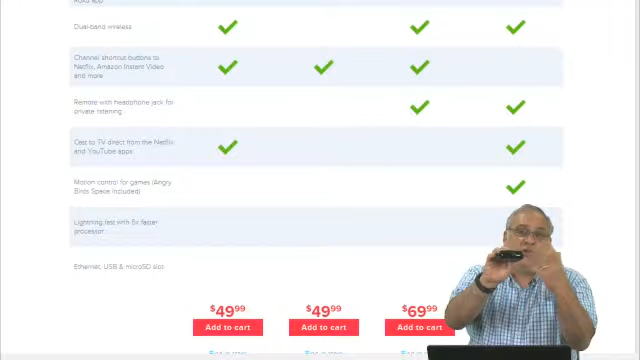 Roku app
Dual-band wireless
Channel shortcut buttons to
Netflix, Amazon Instant Video
and more
Remote with headphone jack for
private listening
Cast to TV direct from the Netflix
and YouTube apps
Motion control for games (Angry
Birds Space included)
Lightning fast with 5x faster
processor
Ethernet, USB & microSD slot
$49.99 $49.99 $69.99
Add to cart Add to cart Add to cart